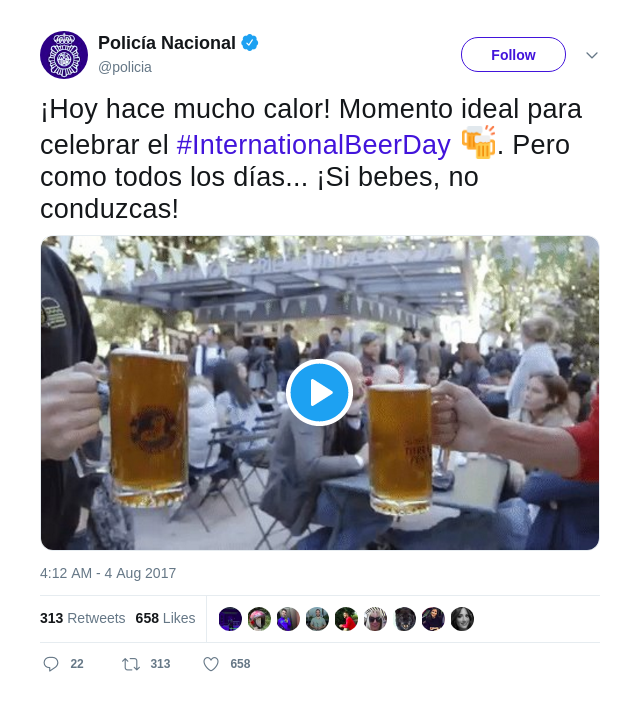 Policía Nacional
@policia
Follow
¡Hoy hace mucho calor! Momento ideal para
celebrar el #InternationalBeerDay 🍻. Pero
como todos los días... ¡Si bebes, no
conduzcas!
4:12 AM - 4 Aug 2017
313 Retweets 658 Likes
22 313 658